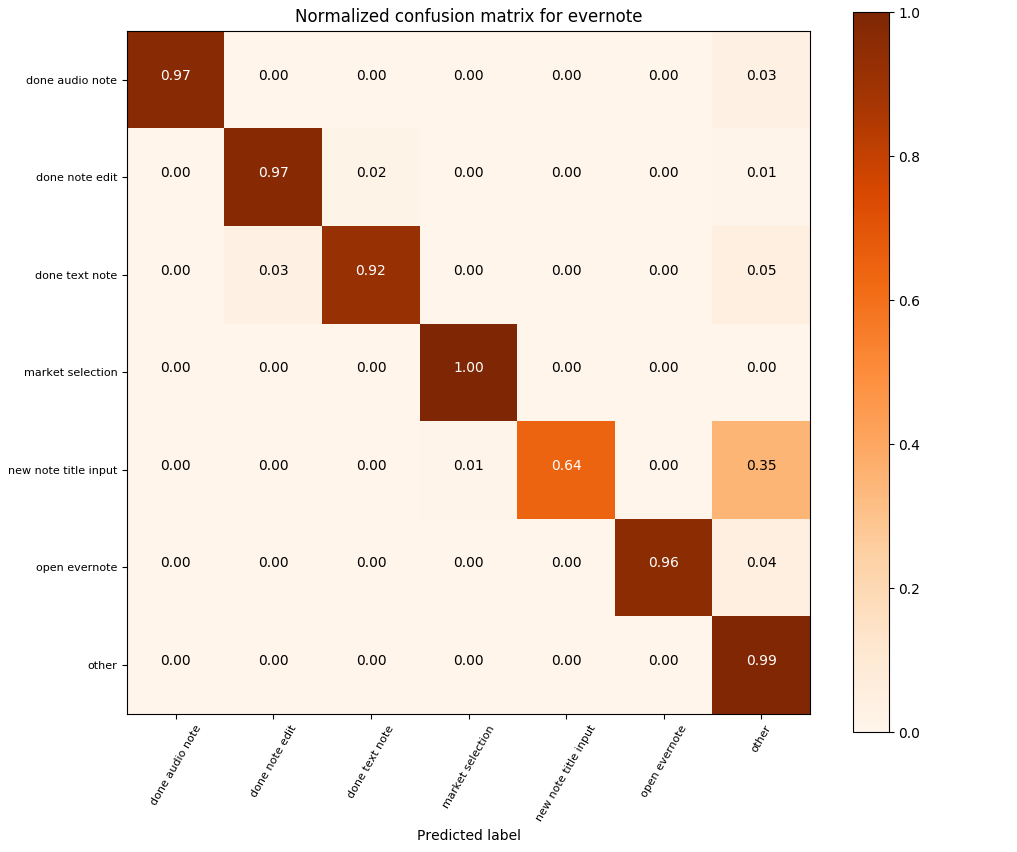 Normalized confusion matrix for evernote
done audio note 0.97 0.00 0.00 0.00 0.00 0.00 0.03
done note edit 0.00 0.97 0.02 0.00 0.00 0.00 0.01
done text note 0.00 0.03 0.92 0.00 0.00 0.00 0.05
market selection 0.00 0.00 0.00 1.00 0.00 0.00 0.00
new note title input 0.00 0.00 0.00 0.01 0.64 0.00 0.35
open evernote 0.00 0.00 0.00 0.00 0.00 0.96 0.04
other 0.00 0.00 0.00 0.00 0.00 0.00 0.99
done audio note
done note edit
done text note
market selection
new note title input
open evernote
other
Predicted label
1.0
0.8
0.6
0.4
0.2
0.0